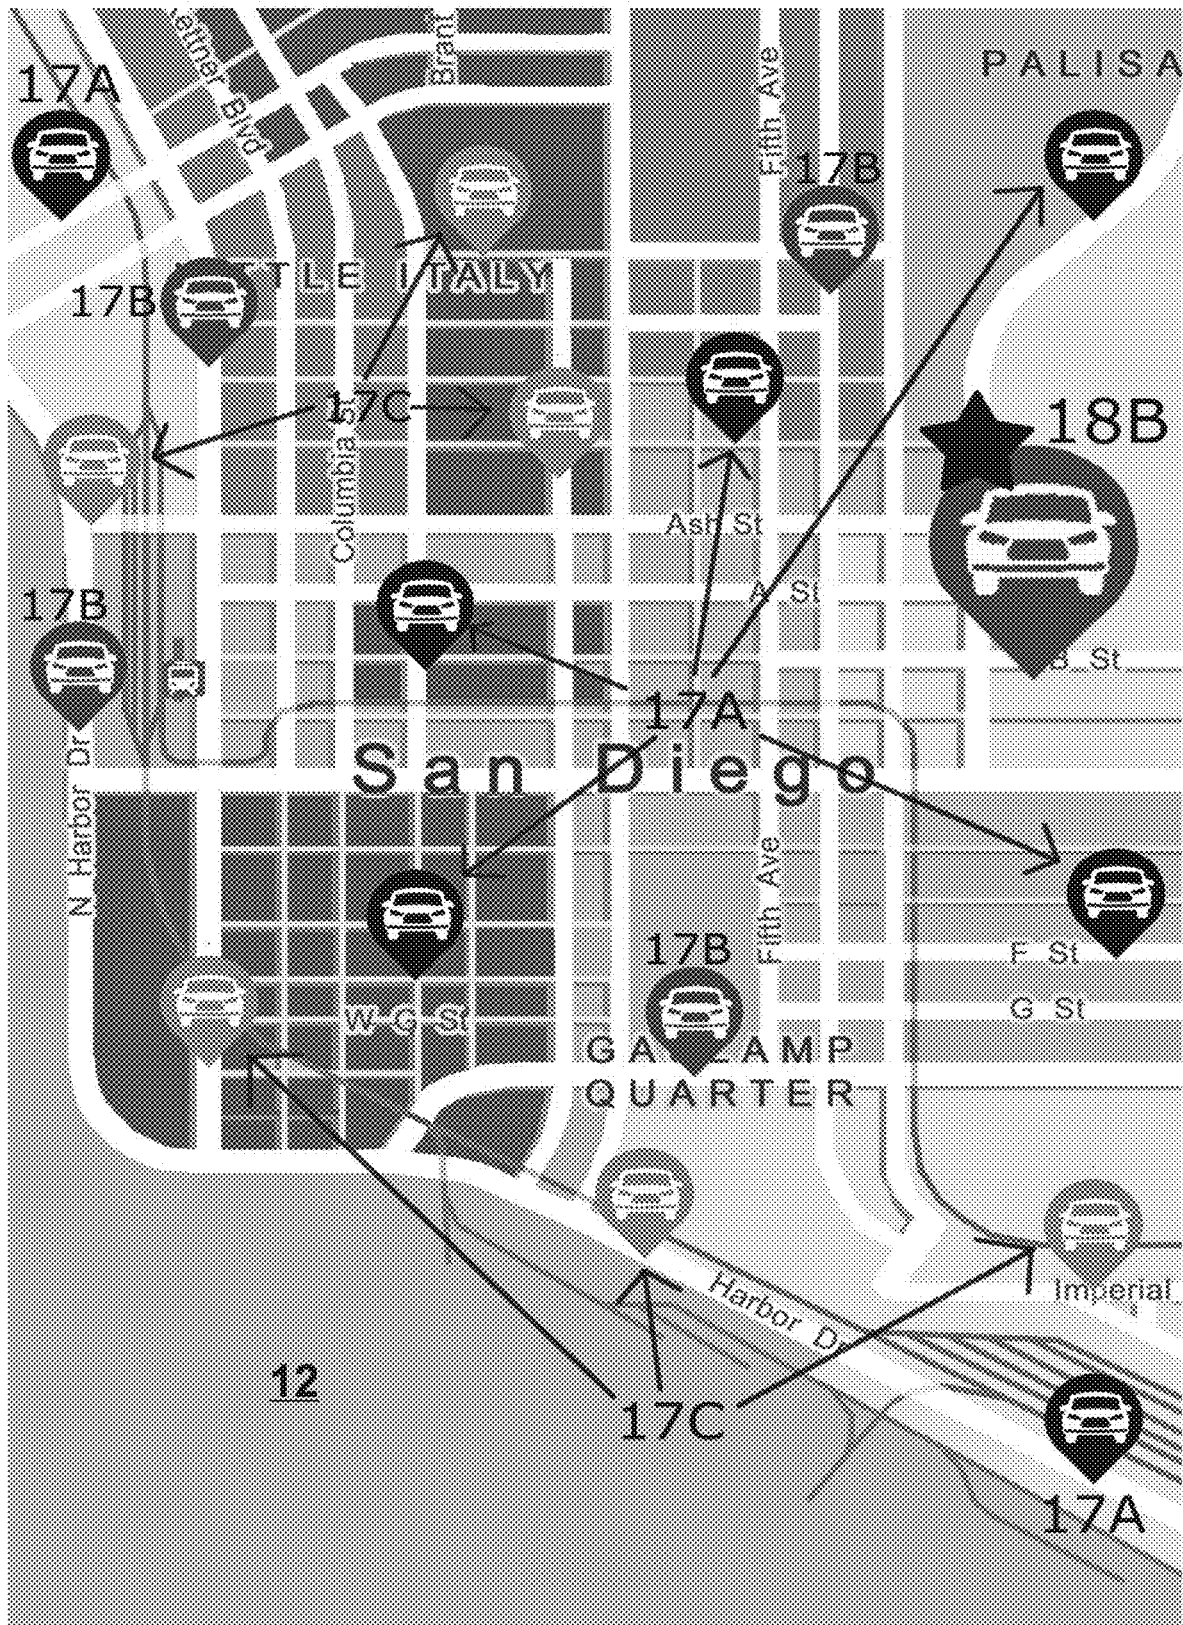 Kettner Blvd
Brant
Fifth Ave
PALISA
17A
17B
17B
LITTLE ITALY
17C
Columbia St
18B
Ash St
A St
17B
B St
17A
San Diego
N Harbor Dr
Fifth Ave
17B
F St
W G St
G St
GASLAMP
QUARTER
Imperial
Harbor Dr
12
17C
17A